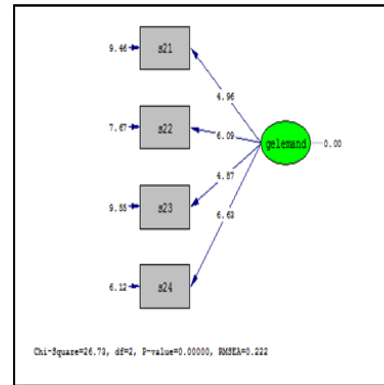 9.46 s21
4.96
7.67 s22 6.09 gelemand 0.00
9.55 s23 4.87
6.63
6.12 s24
Chi-Square=26.73, df=2, P-value=0.00000, RMSEA=0.222